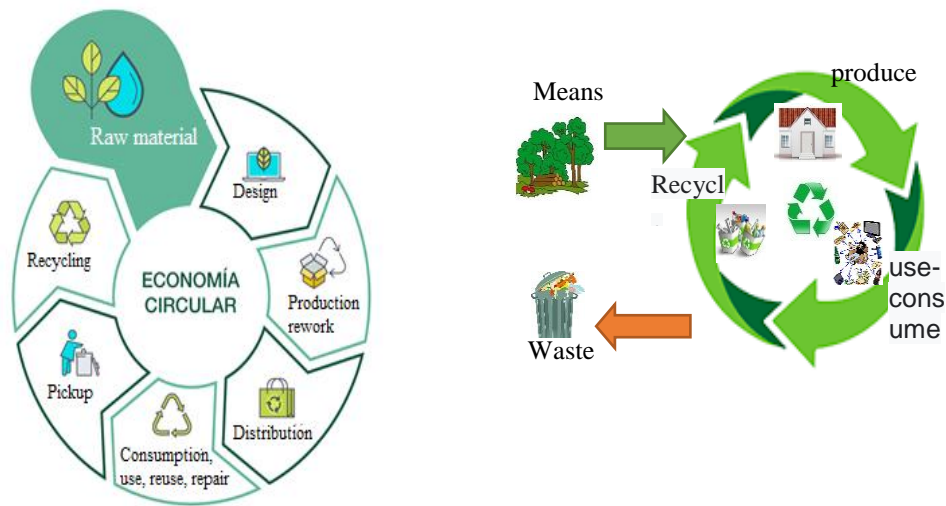 Raw material
Design
Production
rework
Distribution
Consumption,
use, reuse, repair
Pickup
Recycling
ECONOMÍA
CIRCULAR
Means
produce
Recycl
use-
cons
ume
Waste